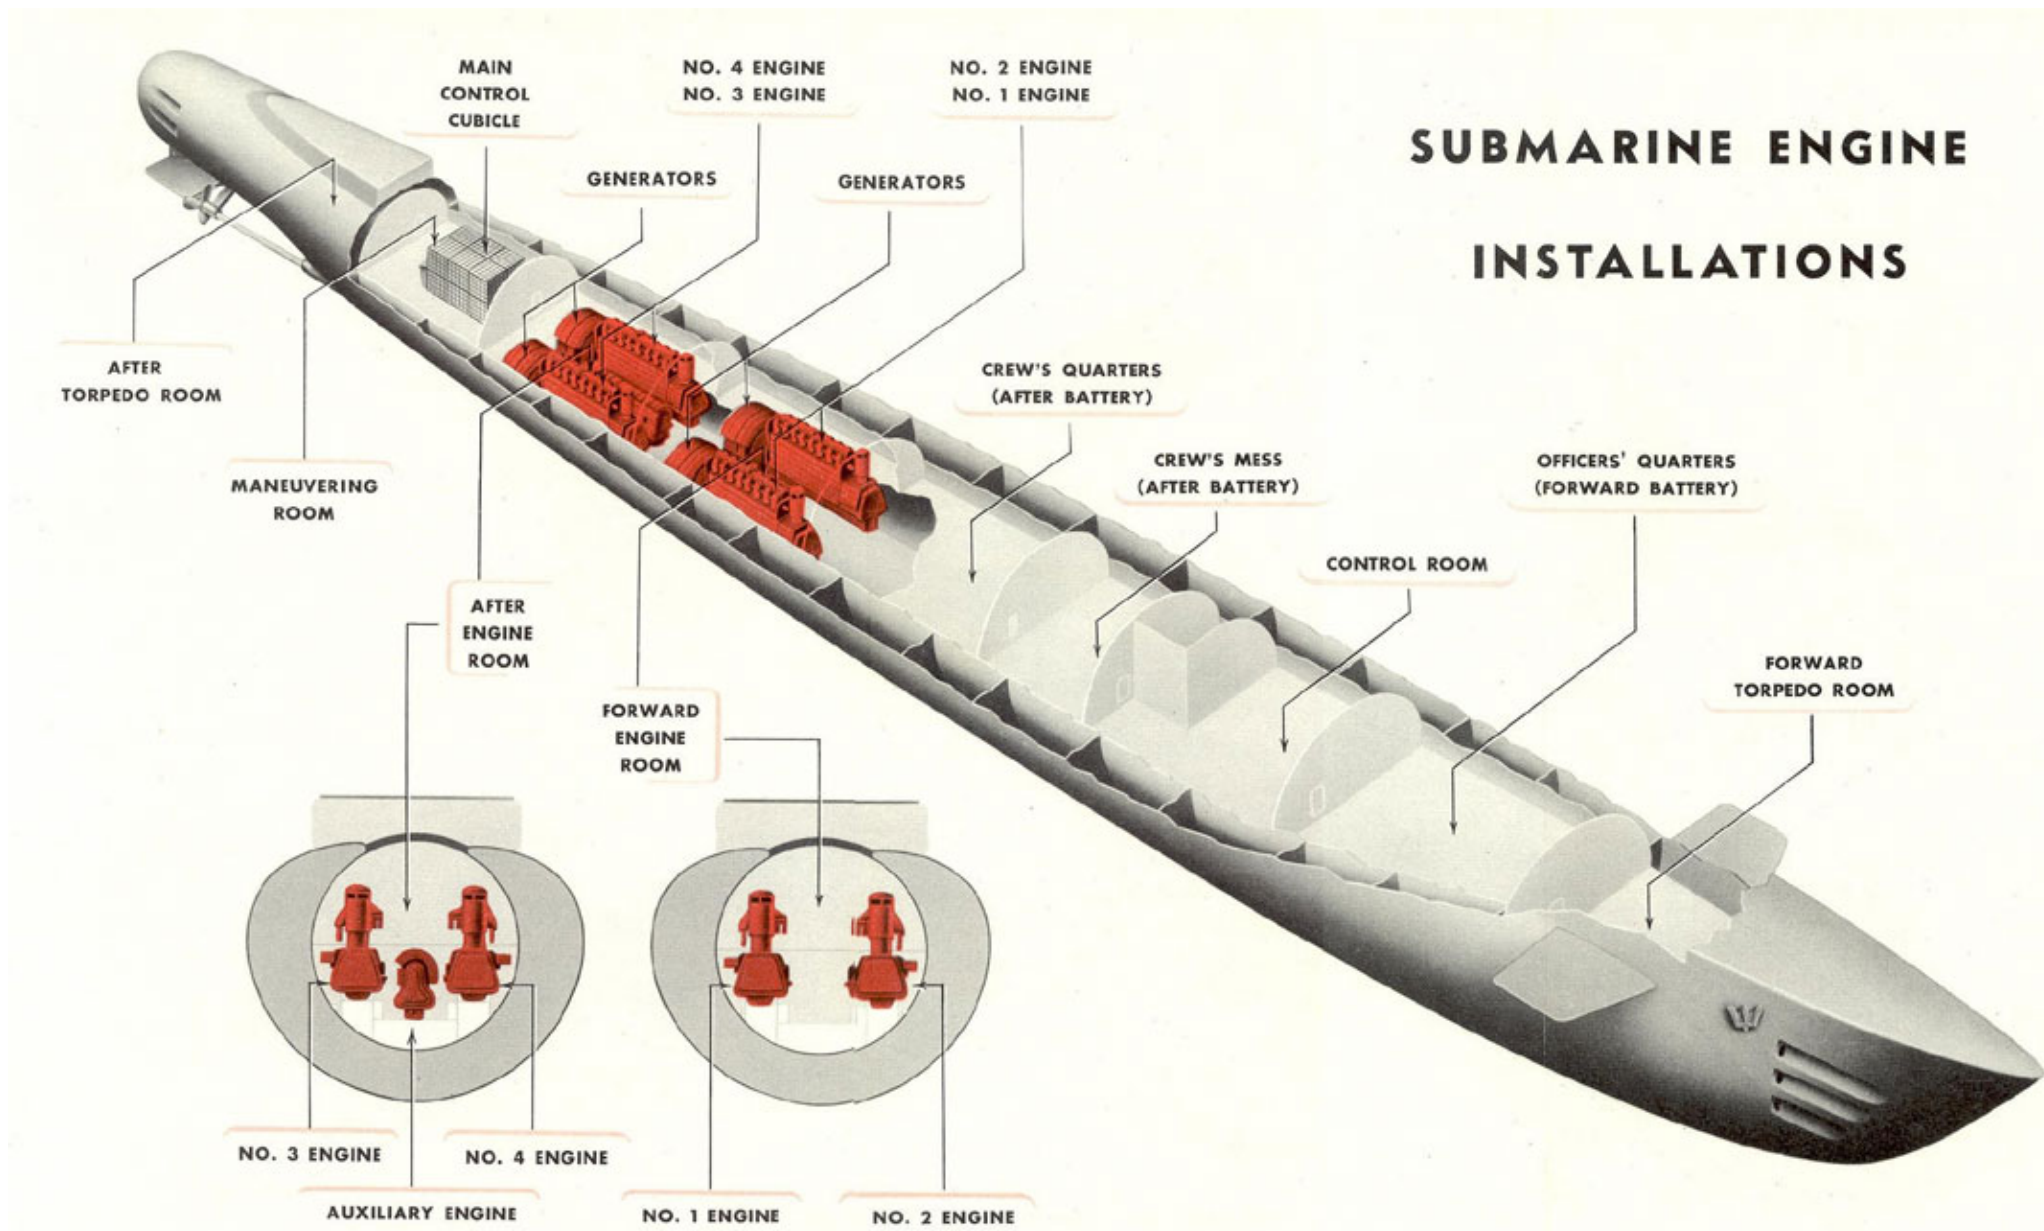 SUBMARINE ENGINE
INSTALLATIONS
MAIN
CONTROL
CUBICLE
NO. 4 ENGINE
NO. 3 ENGINE
NO. 2 ENGINE
NO. 1 ENGINE
GENERATORS
GENERATORS
AFTER
TORPEDO ROOM
MANEUVERING
ROOM
CREW'S QUARTERS
(AFTER BATTERY)
CREW'S MESS
(AFTER BATTERY)
OFFICERS' QUARTERS
(FORWARD BATTERY)
CONTROL ROOM
FORWARD
TORPEDO ROOM
AFTER
ENGINE
ROOM
FORWARD
ENGINE
ROOM
NO. 3 ENGINE
NO. 4 ENGINE
AUXILIARY ENGINE
NO. 1 ENGINE
NO. 2 ENGINE